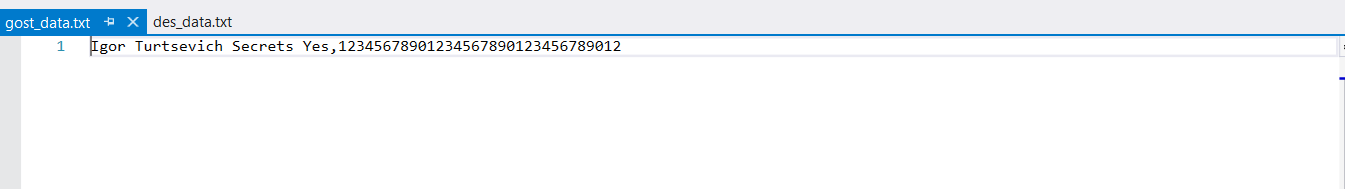 gost_data.txt des_data.txt
1 Igor Turtsevich Secrets Yes,12345678901234567890123456789012